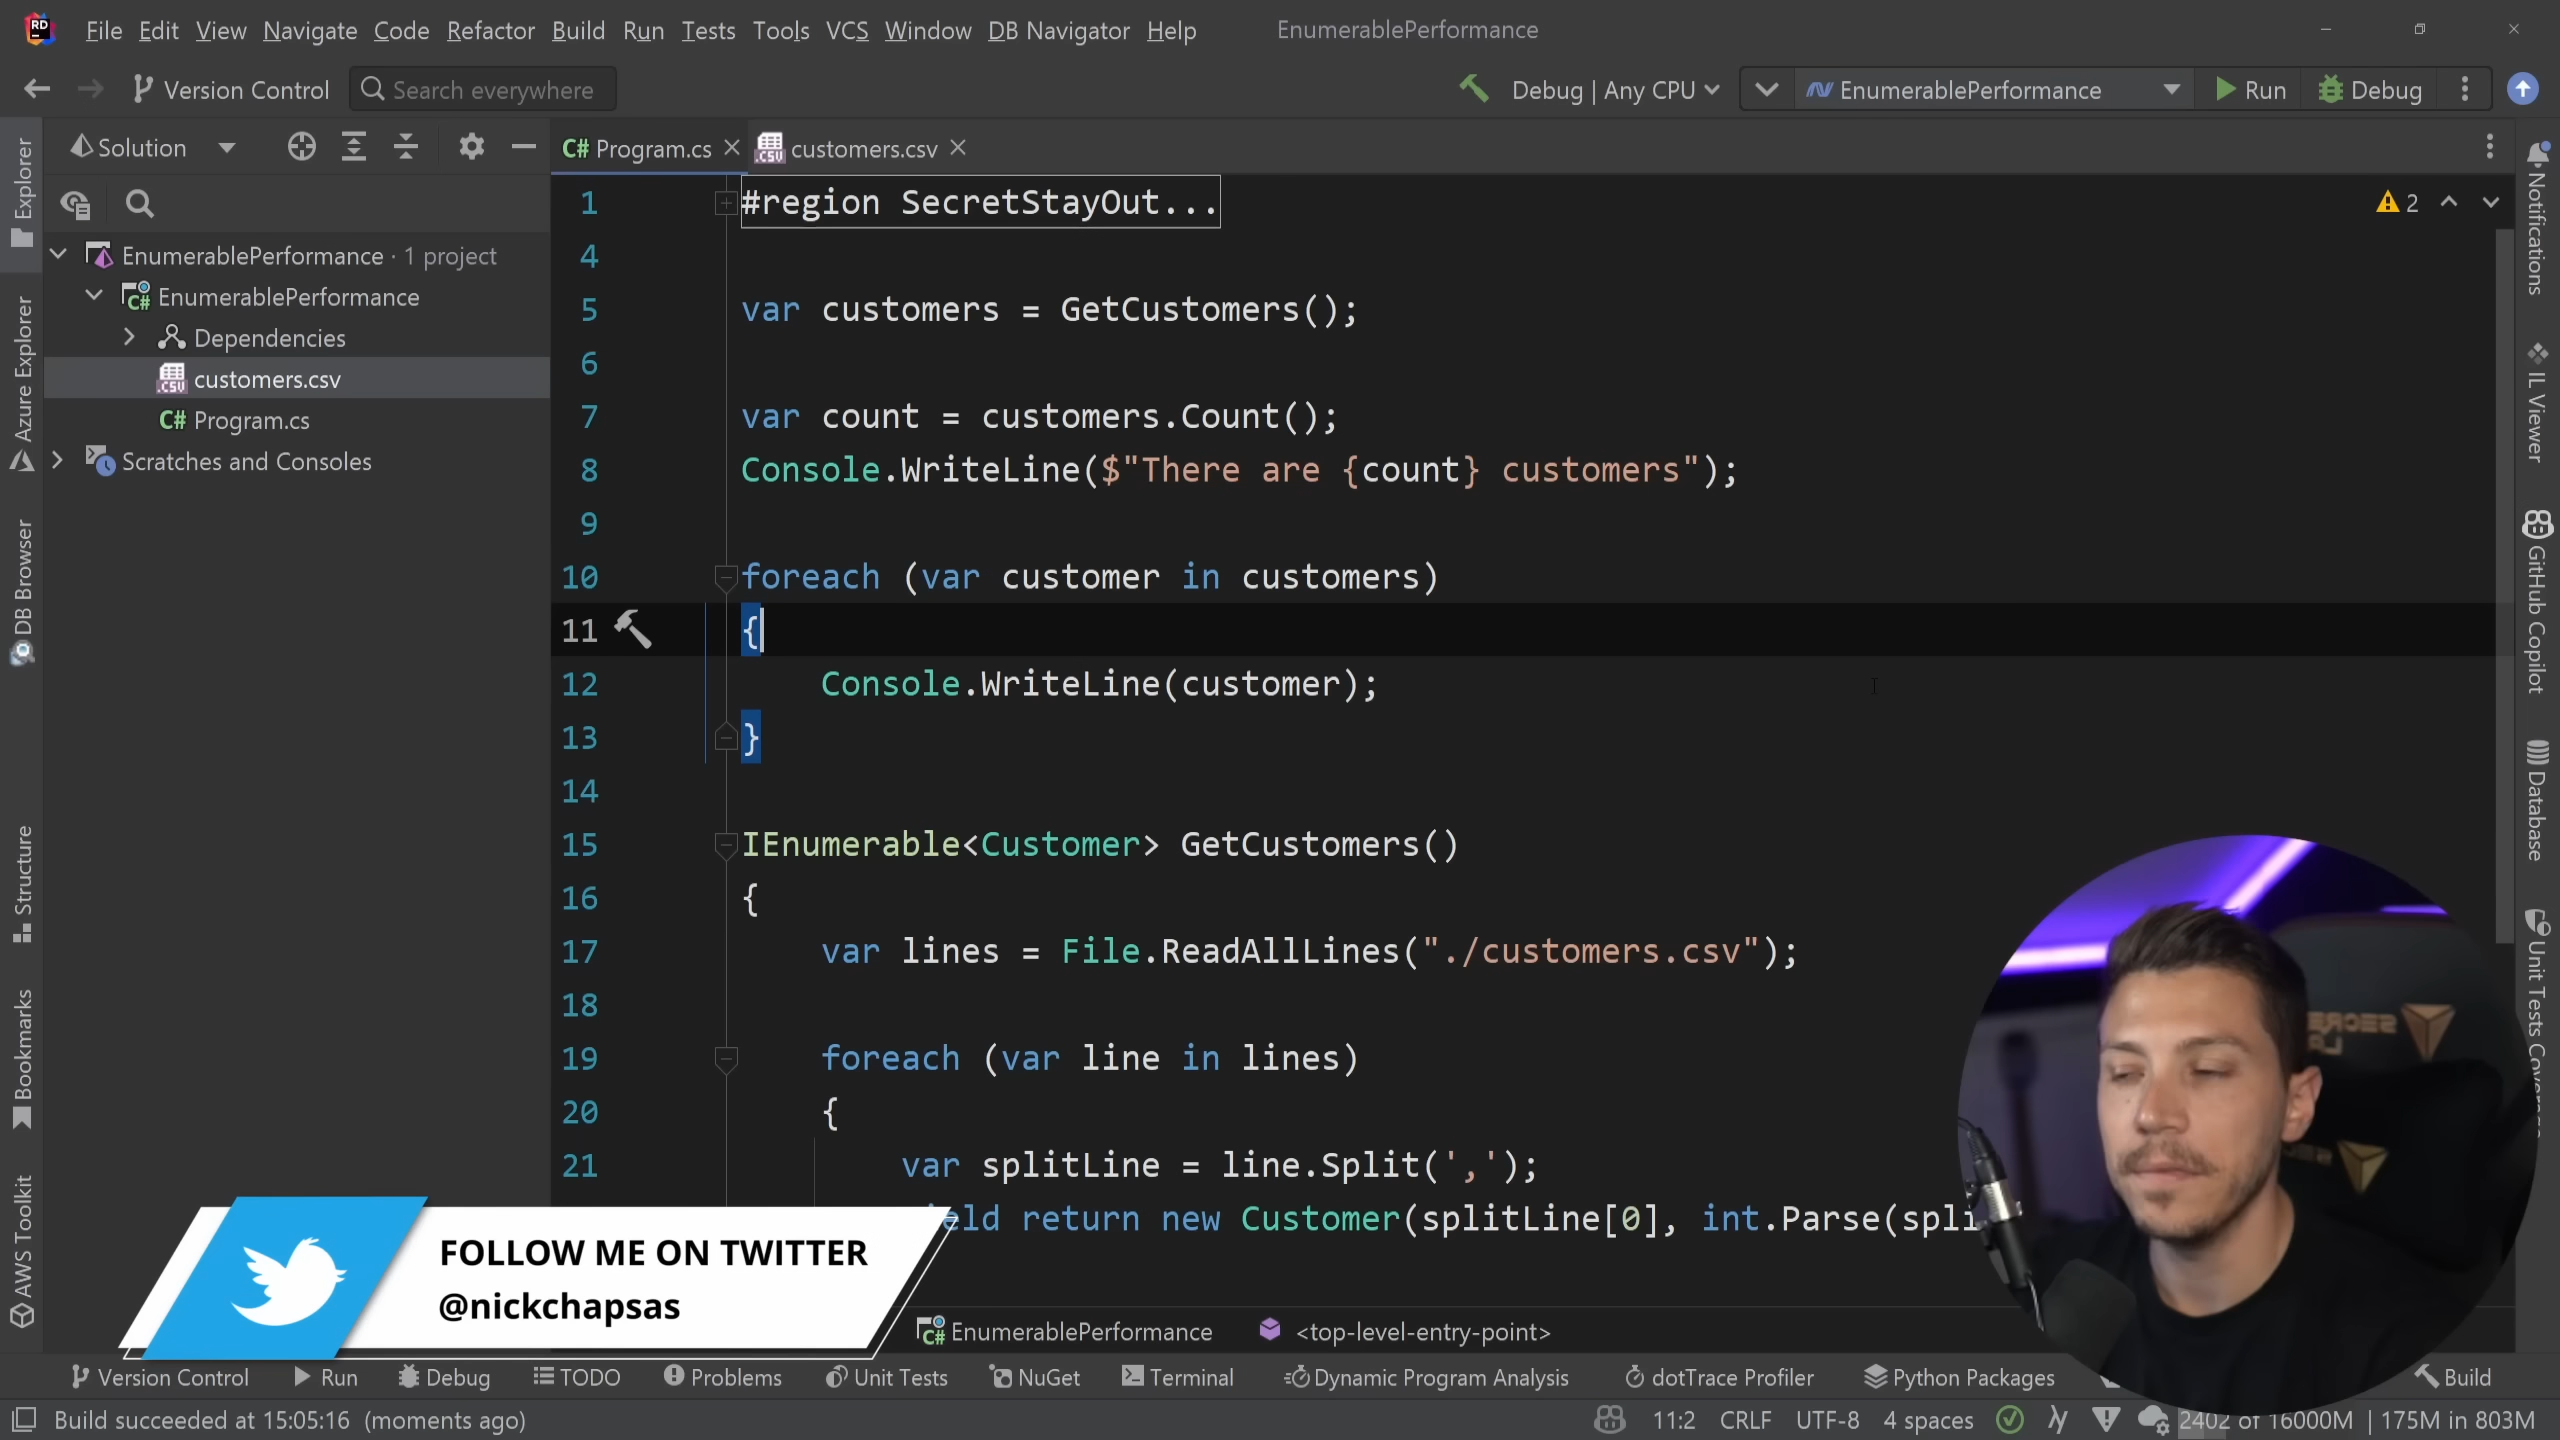 File Edit View Navigate Code Refactor Build Run Tests Tools VCS Window DB Navigator Help EnumerablePerformance
Version Control Search everywhere Debug | Any CPU EnumerablePerformance Run Debug
Solution Program.cs customers.csv
Explorer
Azure Explorer
DB Browser
Structure
Bookmarks
AWS Toolkit
EnumerablePerformance · 1 project
EnumerablePerformance
Dependencies
customers.csv
C# Program.cs
Scratches and Consoles
1 #region SecretStayOut...
2
4
5 var customers = GetCustomers();
6
7 var count = customers.Count();
8 Console.WriteLine($"There are {count} customers");
9
10 foreach (var customer in customers)
11 {
12 Console.WriteLine(customer);
13 }
14
15 IEnumerable<Customer> GetCustomers()
16 {
17 var lines = File.ReadAllLines("./customers.csv");
18
19 foreach (var line in lines)
20 {
21 var splitLine = line.Split(',');
return new Customer(splitLine[0], int.Parse(spli
Notifications
IL Viewer
GitHub Copilot
Database
Unit Tests
FOLLOW ME ON TWITTER
@nickchapsas
EnumerablePerformance <top-level-entry-point>
Version Control Run Debug TODO Problems Unit Tests NuGet Terminal Dynamic Program Analysis dotTrace Profiler Python Packages Build
Build succeeded at 15:05:16 (moments ago) 11:2 CRLF UTF-8 4 spaces 2402 of 16000M | 175M in 803M